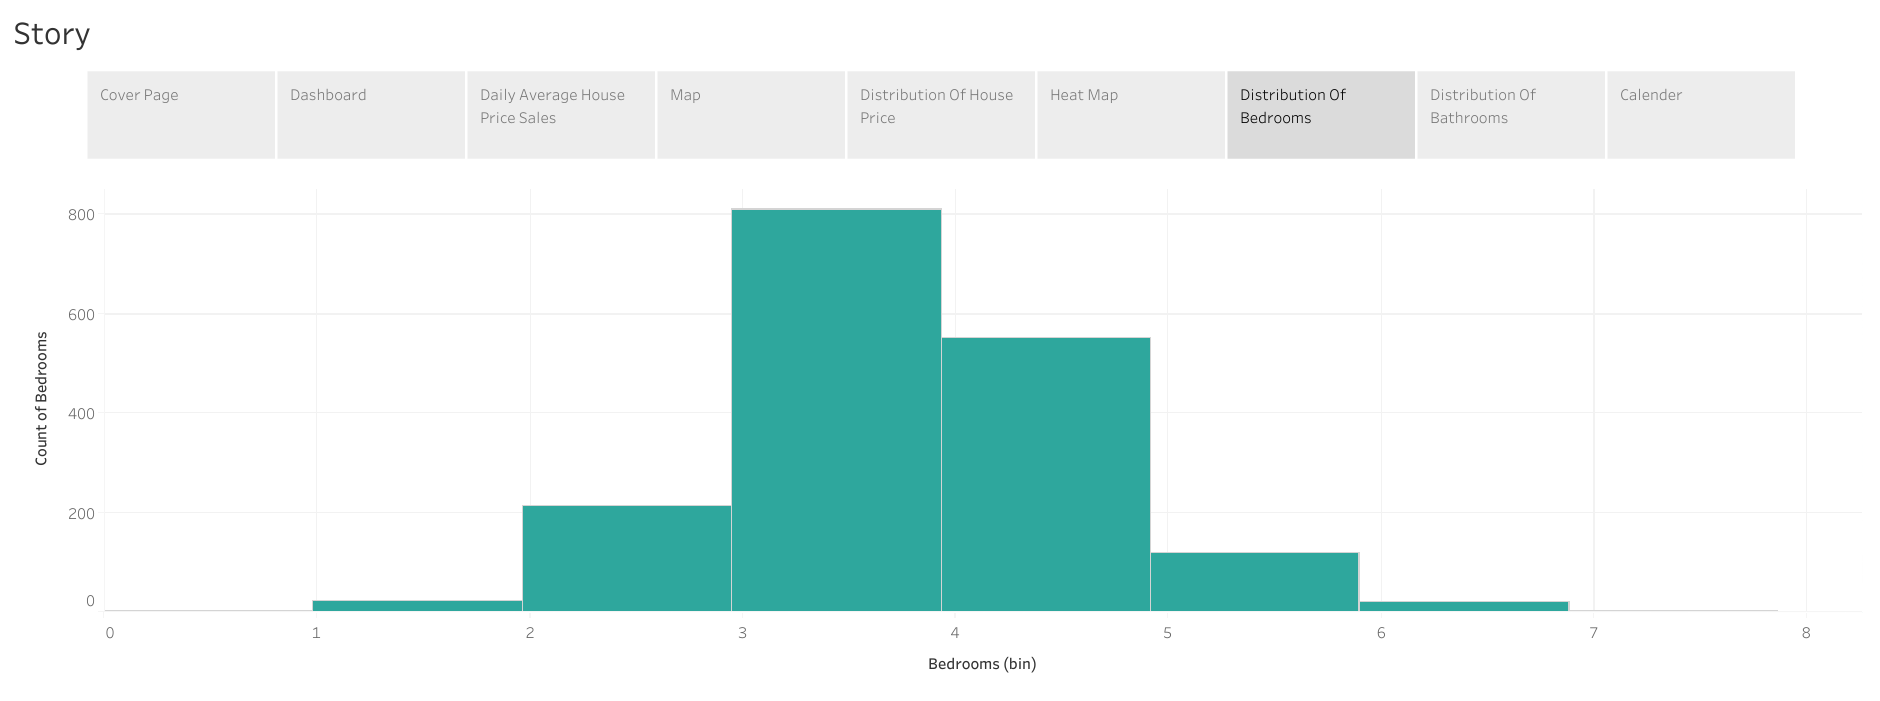 Story
Cover Page
Dashboard
Daily Average House
Price Sales
Map
Distribution Of House
Price
Heat Map
Distribution Of
Bedrooms
Distribution Of
Bathrooms
Calender
800
600
400
200
0
Count of Bedrooms
0 1 2 3 4 5 6 7 8
Bedrooms (bin)